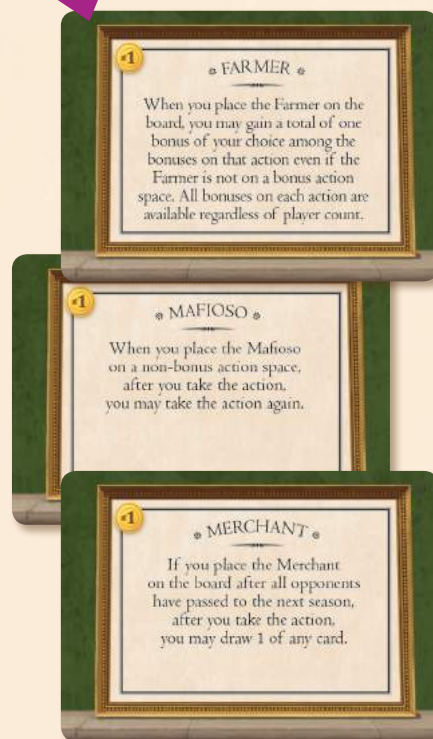 -1
FARMER
When you place the Farmer on the
board, you may gain a total of one
bonus of your choice among the
bonuses on that action even if the
Farmer is not on a bonus action
space. All bonuses on each action are
available regardless of player count.
-1
MAFIOSO
When you place the Mafioso
on a non-bonus action space,
after you take the action,
you may take the action again.
-1
MERCHANT
If you place the Merchant
on the board after all opponents
have passed to the next season,
after you take the action,
you may draw 1 of any card.